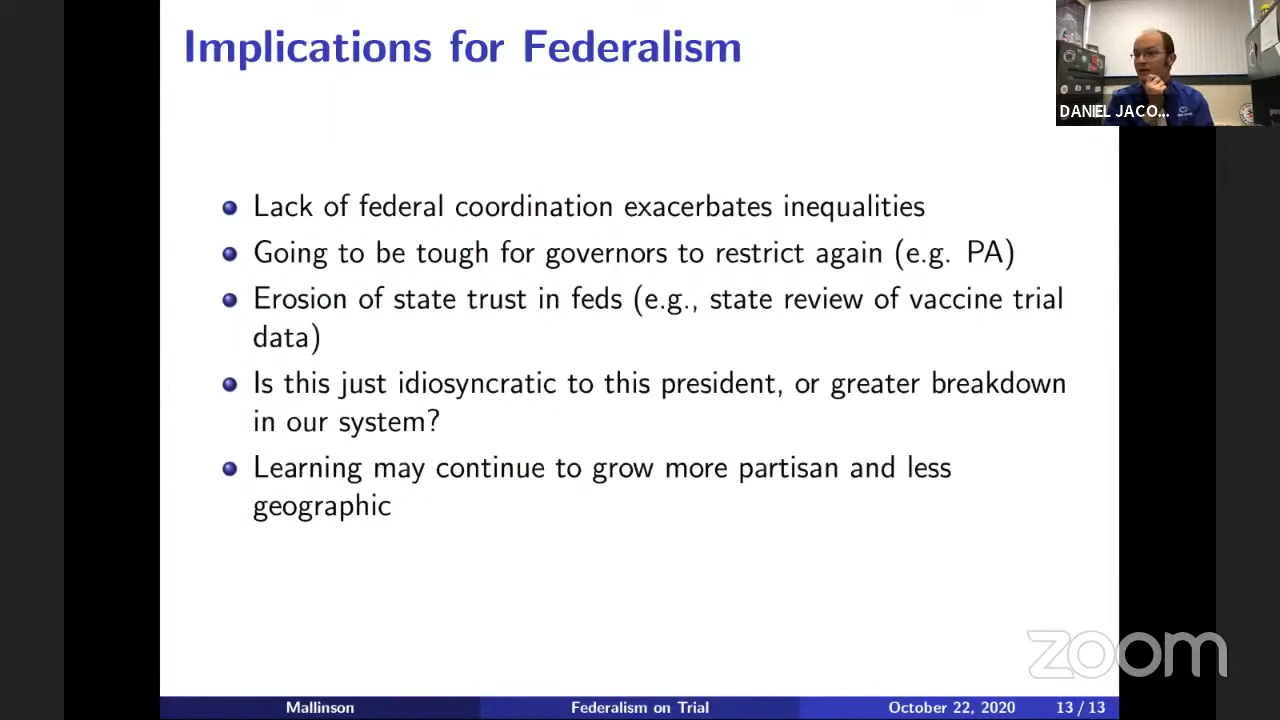 Implications for Federalism
DANIEL JACO...
Lack of federal coordination exacerbates inequalities
Going to be tough for governors to restrict again (e.g. PA)
Erosion of state trust in feds (e.g., state review of vaccine trial
data)
Is this just idiosyncratic to this president, or greater breakdown
in our system?
Learning may continue to grow more partisan and less
geographic
zoom
Mallinson Federalism on Trial October 22, 2020 13 / 13